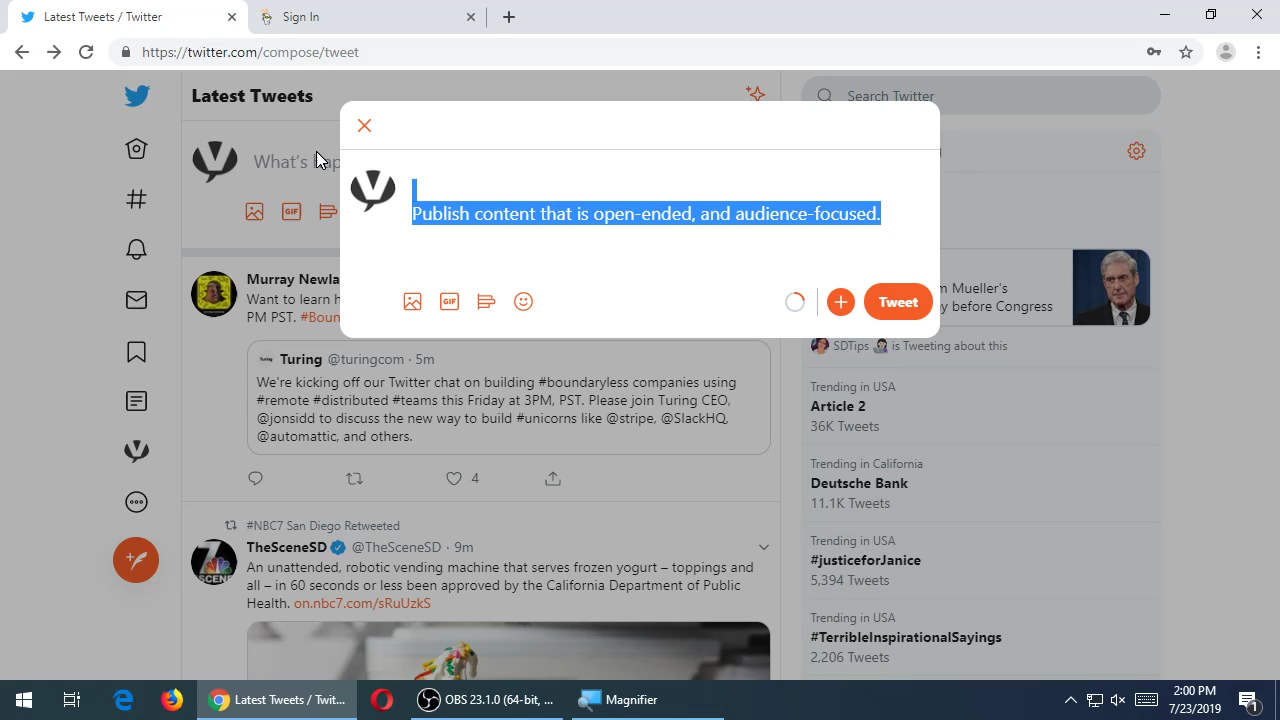 Latest Tweets / Twitter
Sign In
https://twitter.com/compose/tweet
Latest Tweets
Search Twitter
What's
Publish content that is open-ended, and audience-focused.
GIF
GIF
Tweet
Murray Newla
Want to learn h
PM PST. #Boun
Turing @turingcom · 5m
We're kicking off our Twitter chat on building #boundaryless companies using
#remote #distributed #teams this Friday at 3PM, PST. Please join Turing CEO,
@jonsidd to discuss the new way to build #unicorns like @stripe, @SlackHQ,
@automattic, and others.
4
#NBC7 San Diego Retweeted
TheSceneSD @TheSceneSD · 9m
An unattended, robotic vending machine that serves frozen yogurt – toppings and
all – in 60 seconds or less been approved by the California Department of Public
Health. on.nbc7.com/sRuUzkS
m Mueller's
y before Congress
SDTips is Tweeting about this
Trending in USA
Article 2
36K Tweets
Trending in California
Deutsche Bank
11.1K Tweets
Trending in USA
#justiceforJanice
5,394 Tweets
Trending in USA
#TerribleInspirationalSayings
2,206 Tweets
Latest Tweets / Twit...
OBS 23.1.0 (64-bit, ...
Magnifier
2:00 PM
7/23/2019
1